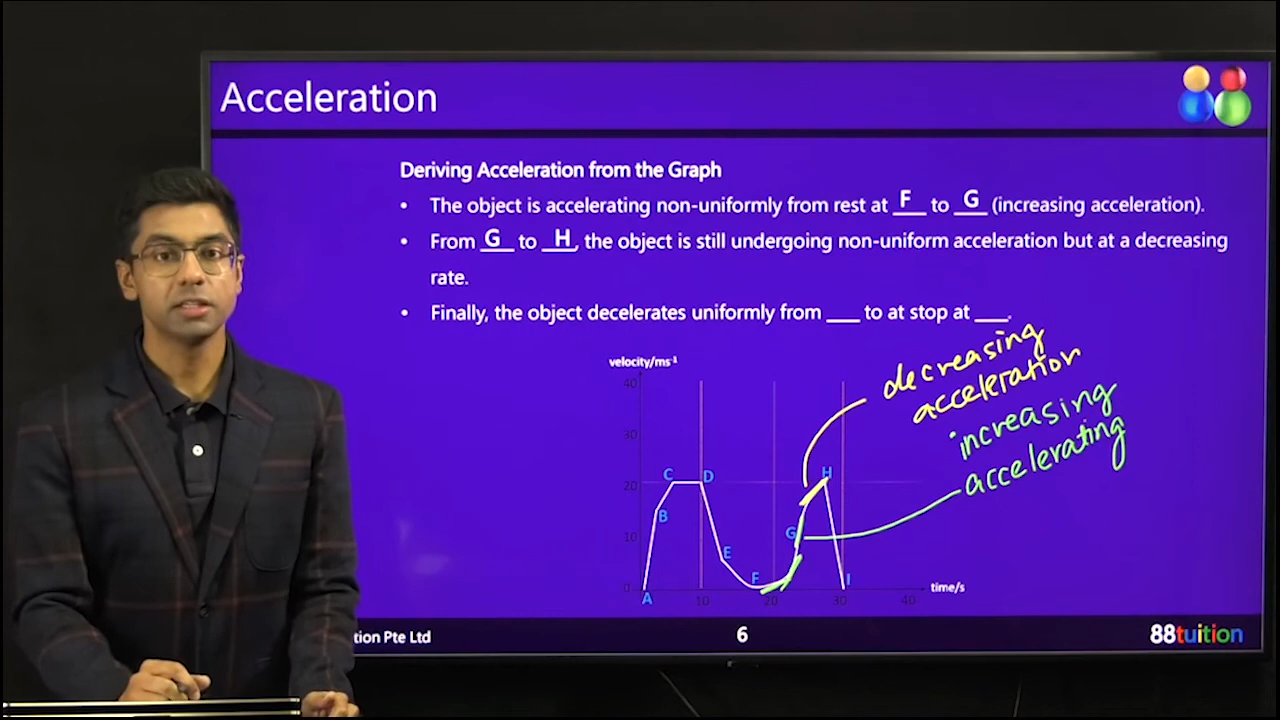 Acceleration
Deriving Acceleration from the Graph
• The object is accelerating non-uniformly from rest at F to G (increasing acceleration).
• From G to H, the object is still undergoing non-uniform acceleration but at a decreasing
rate.
• Finally, the object decelerates uniformly from ___ to at stop at ___.
velocity/ms⁻¹
decreasing
acceleration
increasing
accelerating
40
30
20
10
0
A
B
C
D
E
F
G
H
I
10
20
30
40
time/s
tion Pte Ltd
6
88tuition